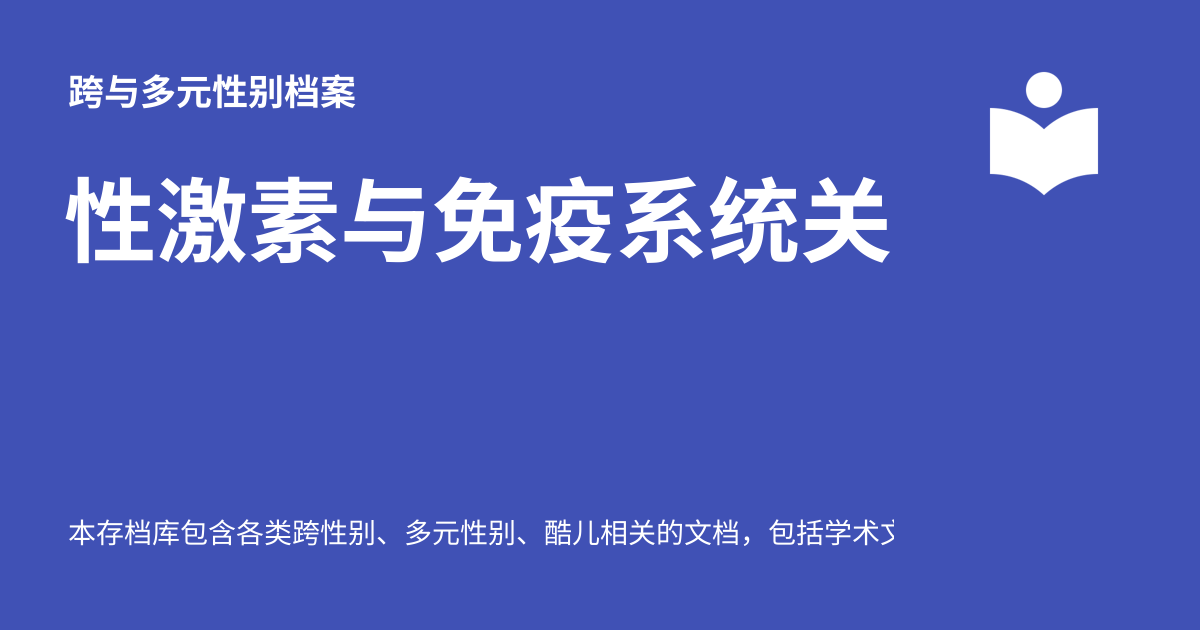 跨与多元性别档案
性激素与免疫系统关
本存档库包含各类跨性别、多元性别、酷儿相关的文档，包括学术